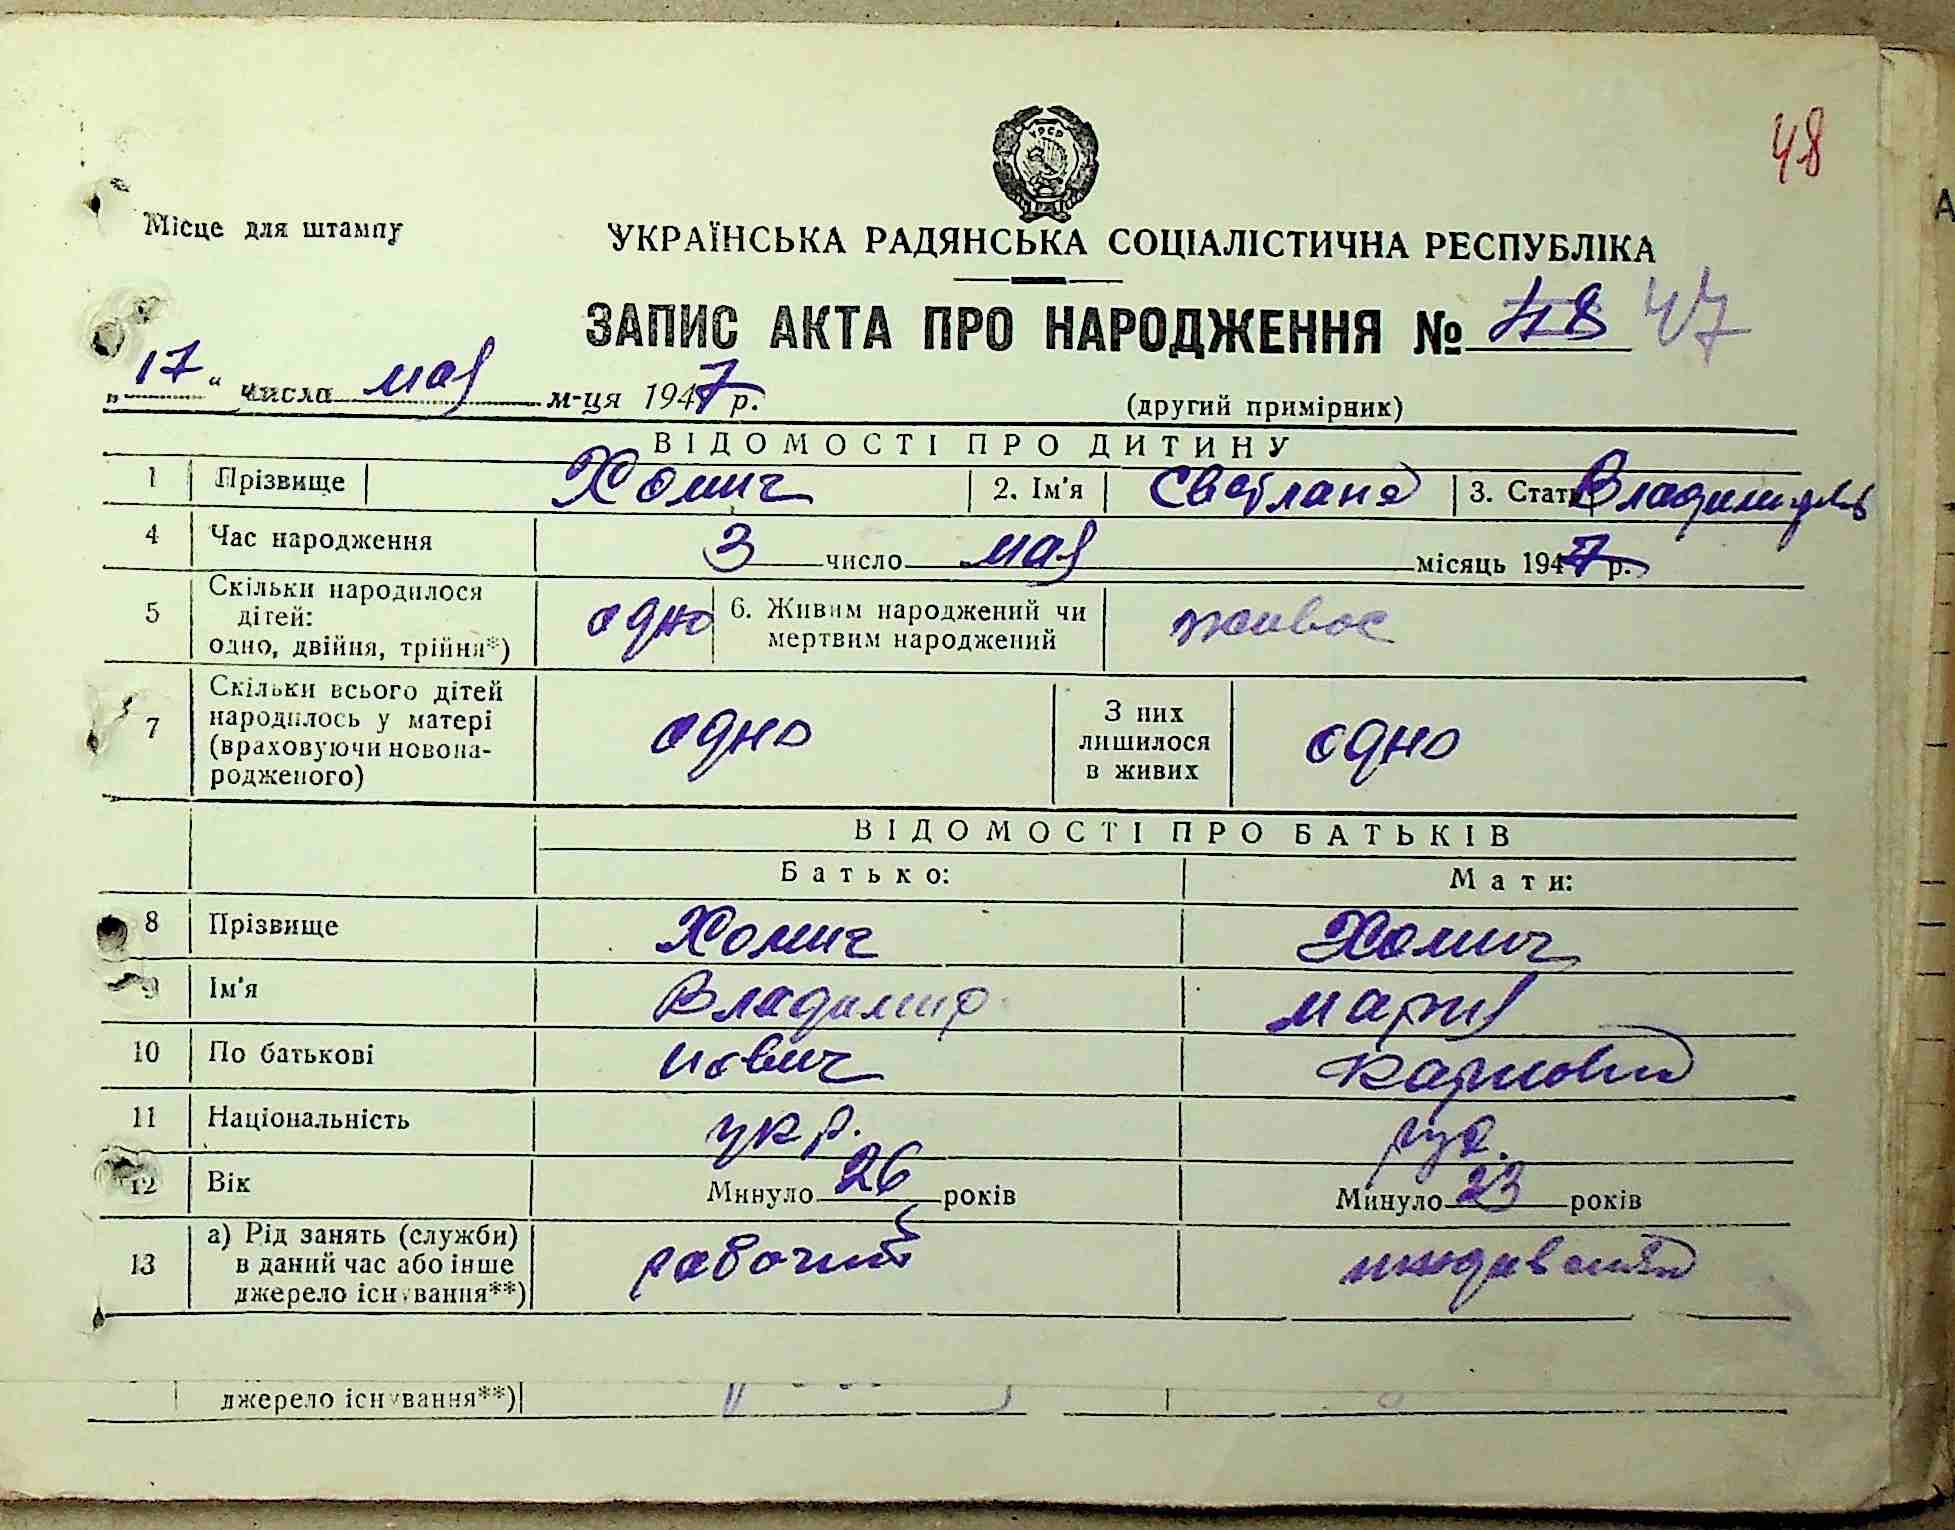 48
УРСР
Місце для штампу
УКРАЇНСЬКА РАДЯНСЬКА СОЦІАЛІСТИЧНА РЕСПУБЛІКА
ЗАПИС АКТА ПРО НАРОДЖЕННЯ № 48 47
„17“ числа мая м-ця 1947 р.
(другий примірник)
ВІДОМОСТІ ПРО ДИТИНУ
1 Прізвище Хомич 2. Ім'я Светлана 3. Стать
4 Час народження 3 число мая місяць 1947 р.
5 Скільки народилося дітей: одно, двійня, трійня*) одно 6. Живим народжений чи мертвим народжений живое
7 Скільки всього дітей народилось у матері (враховуючи новонародженого) одно З них лишилося в живих одно
ВІДОМОСТІ ПРО БАТЬКІВ
Батько: Мати:
8 Прізвище Хомич Хомич
9 Ім'я Владимир Мария
10 По батькові
11 Національність укр. рус.
12 Вік Минуло 26 років Минуло 23 років
13 а) Рід занять (служби) в даний час або інше джерело існування**) рабочий иждивения
джерело існування**)